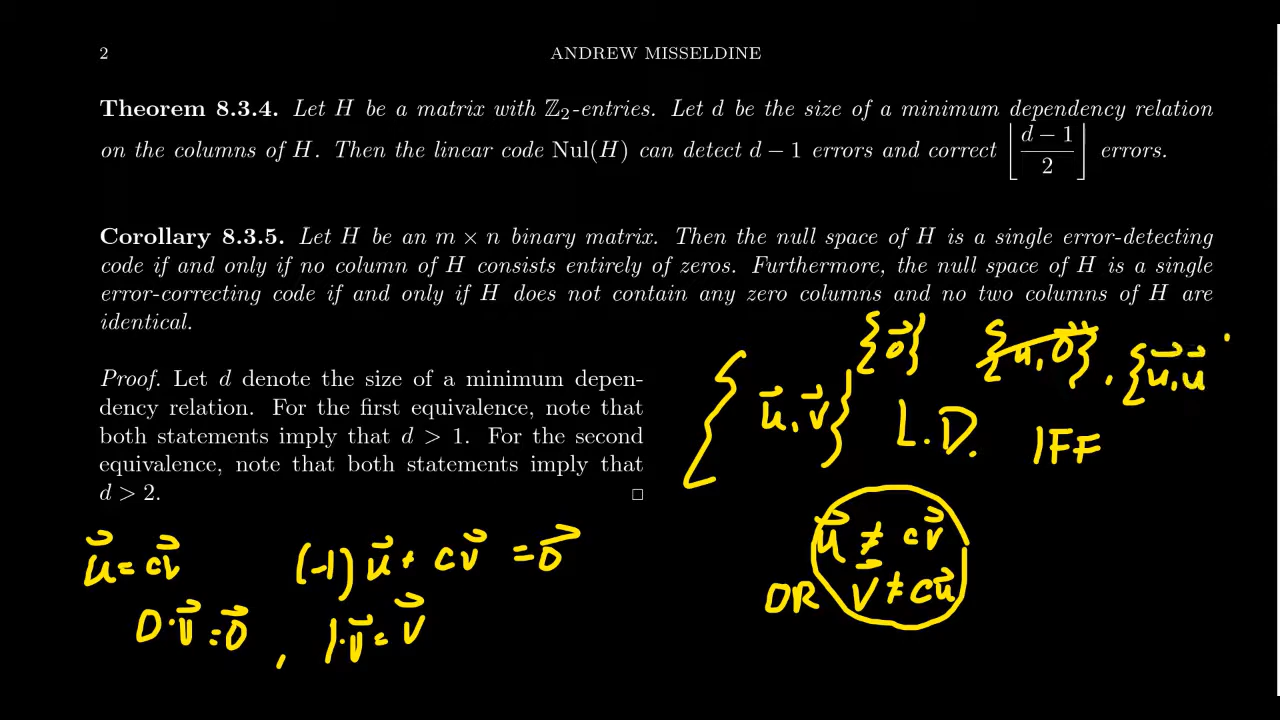 2 ANDREW MISSELDINE
Theorem 8.3.4. Let H be a matrix with ℤ₂-entries. Let d be the size of a minimum dependency relation
on the columns of H. Then the linear code Nul(H) can detect d − 1 errors and correct ⌊(d − 1)/2⌋ errors.
Corollary 8.3.5. Let H be an m × n binary matrix. Then the null space of H is a single error-detecting
code if and only if no column of H consists entirely of zeros. Furthermore, the null space of H is a single
error-correcting code if and only if H does not contain any zero columns and no two columns of H are
identical.
Proof. Let d denote the size of a minimum depen-
dency relation. For the first equivalence, note that
both statements imply that d > 1. For the second
equivalence, note that both statements imply that
d > 2. □
{0⃗} {u⃗, 0⃗}, {u⃗, u⃗
{u⃗, v⃗} L.D. IFF
u⃗ ≠ cv⃗
OR v⃗ ≠ cu⃗
u⃗ = cv⃗ (-1)u⃗ + cv⃗ = 0⃗
0·v⃗ = 0⃗, 1·v⃗ = v⃗